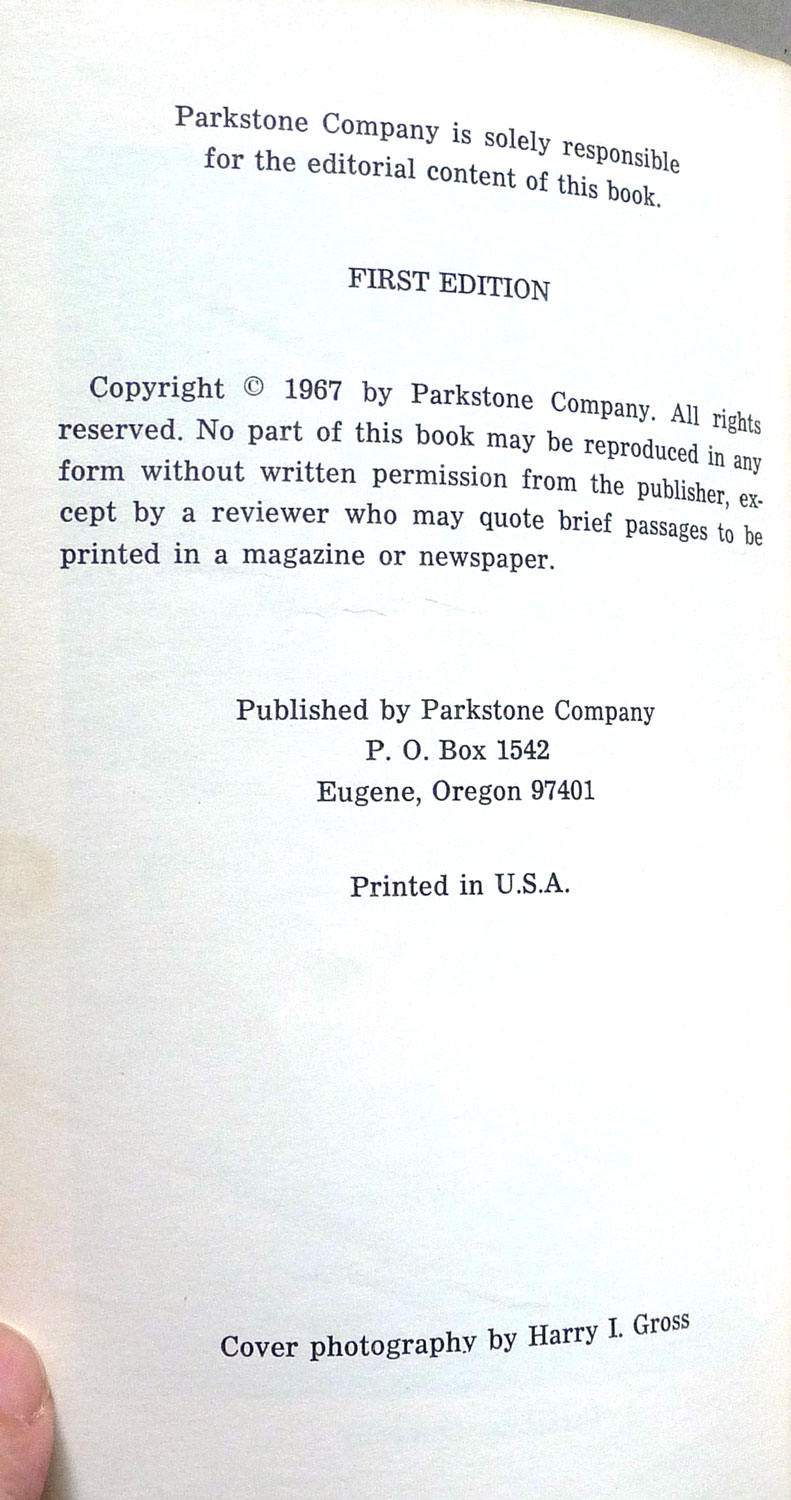 Parkstone Company is solely responsible
for the editorial content of this book.
FIRST EDITION
Copyright © 1967 by Parkstone Company. All rights
reserved. No part of this book may be reproduced in any
form without written permission from the publisher, ex-
cept by a reviewer who may quote brief passages to be
printed in a magazine or newspaper.
Published by Parkstone Company
P. O. Box 1542
Eugene, Oregon 97401
Printed in U.S.A.
Cover photography by Harry I. Gross